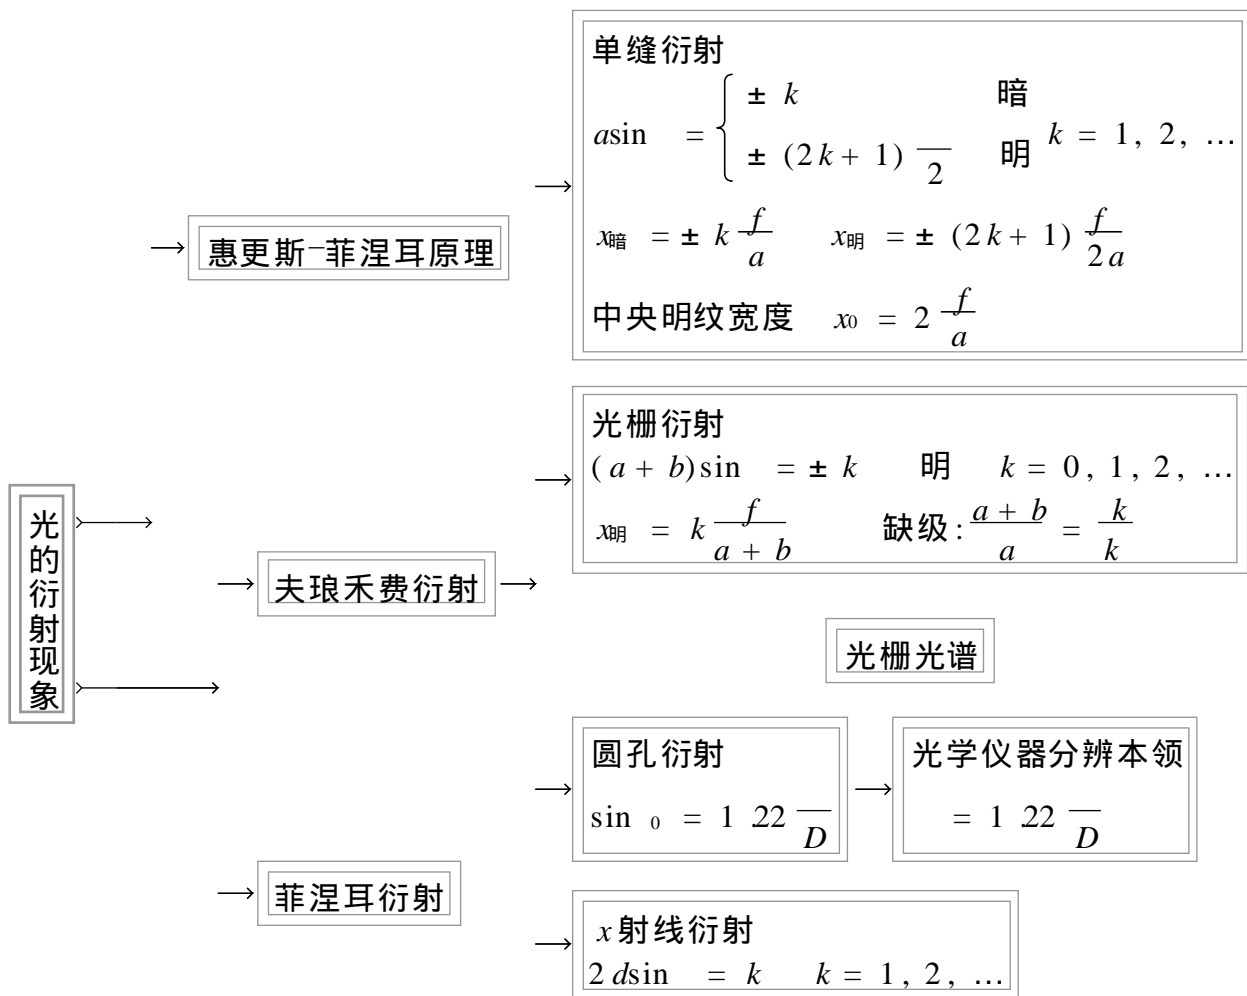 光的衍射现象
惠更斯-菲涅耳原理
单缝衍射
± k 暗
asin = k = 1, 2, …
± (2k + 1) — / 2 明
x暗 = ± k f/a x明 = ± (2k + 1) f/2a
中央明纹宽度 x0 = 2 f/a
夫琅禾费衍射
光栅衍射
(a + b)sin = ± k 明 k = 0, 1, 2, …
x明 = k f/a + b 缺级: a + b/a = k/k
光栅光谱
圆孔衍射
sin 0 = 1 .22 —/D
光学仪器分辨本领
= 1 .22 —/D
菲涅耳衍射
x射线衍射
2dsin = k k = 1, 2, …